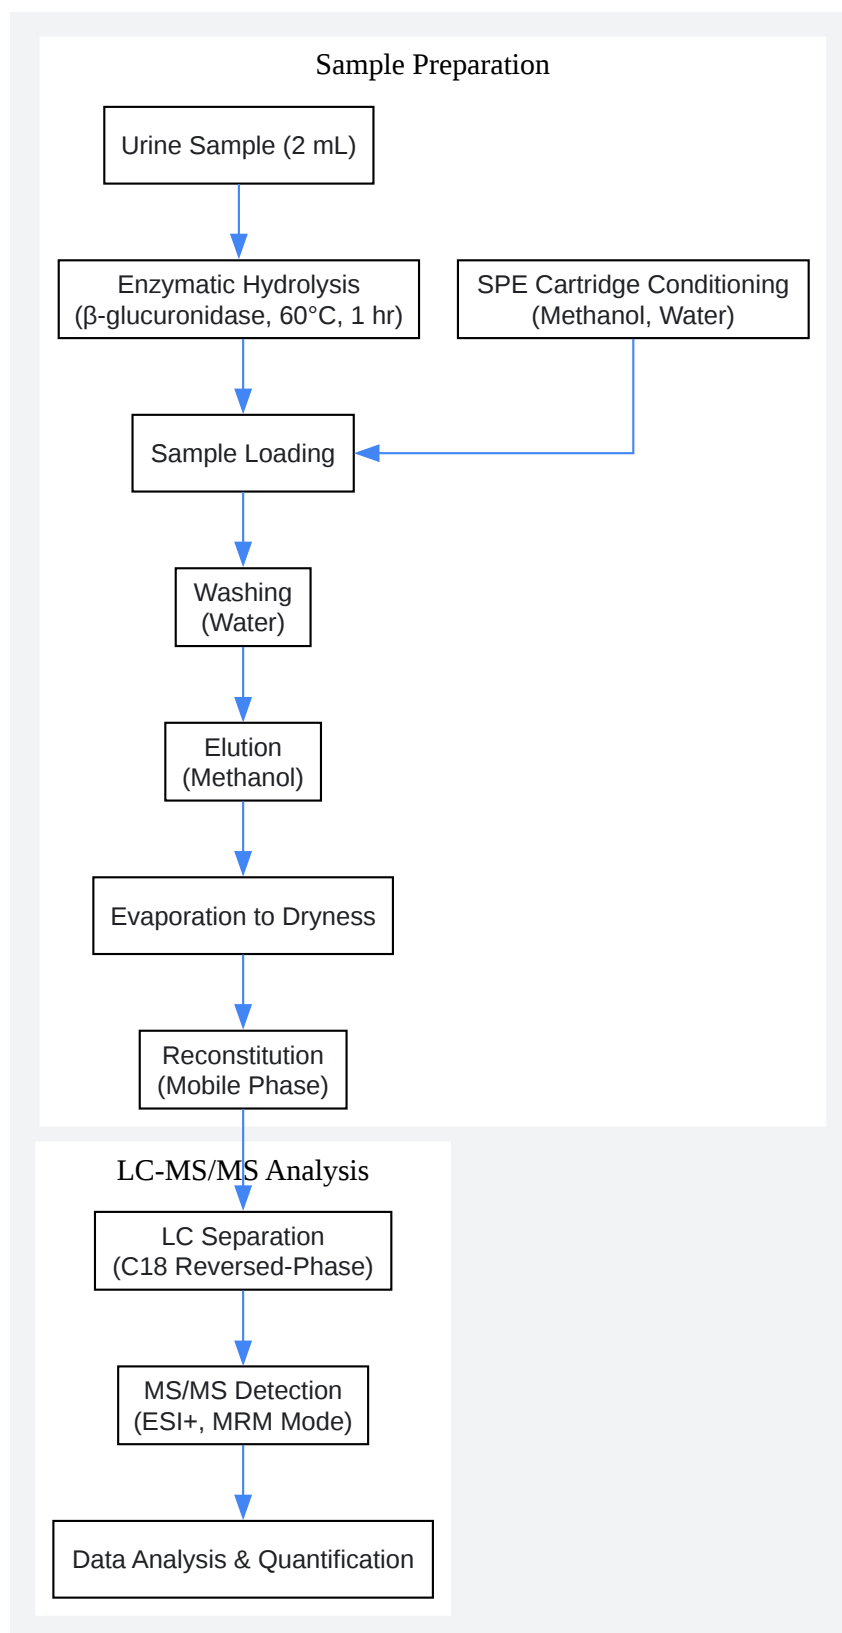 Sample Preparation
Urine Sample (2 mL)
Enzymatic Hydrolysis
(β-glucuronidase, 60°C, 1 hr)
SPE Cartridge Conditioning
(Methanol, Water)
Sample Loading
Washing
(Water)
Elution
(Methanol)
Evaporation to Dryness
Reconstitution
(Mobile Phase)
LC-MS/MS Analysis
LC Separation
(C18 Reversed-Phase)
MS/MS Detection
(ESI+, MRM Mode)
Data Analysis & Quantification